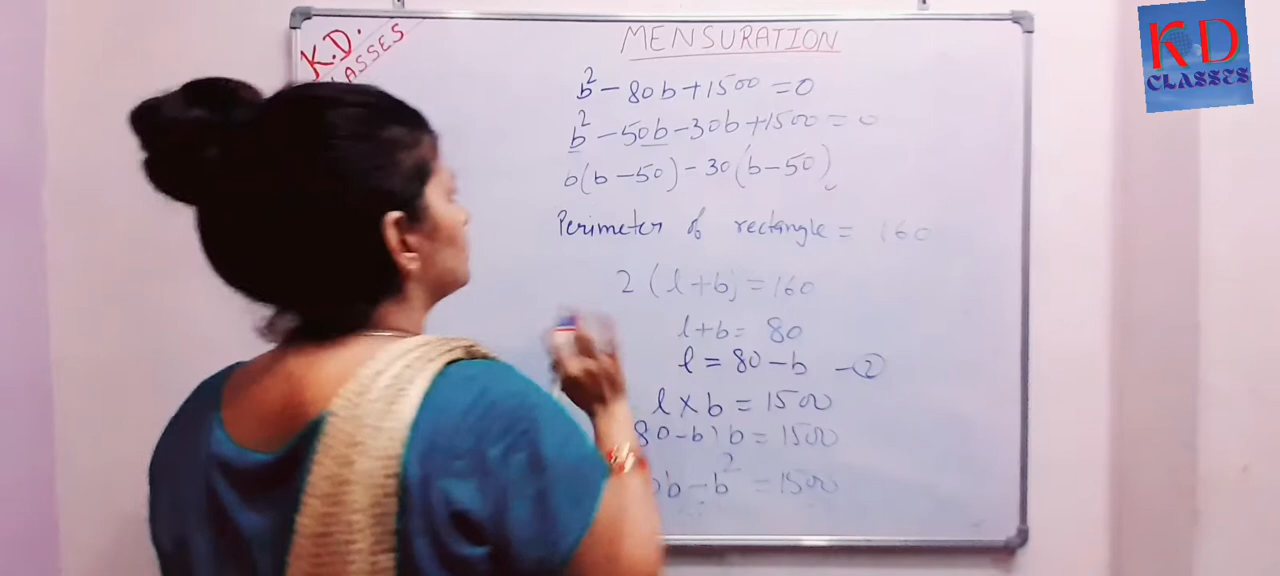 K.D.
CLASSES
MENSURATION
KD
CLASSES
b² - 80b + 1500 = 0
b² - 50b - 30b + 1500 = 0
b(b - 50) - 30(b - 50)
Perimeter of rectangle = 160
2(l + b) = 160
l + b = 80
l = 80 - b - ②
l × b = 1500
80 - b) b = 1500
b - b² = 1500